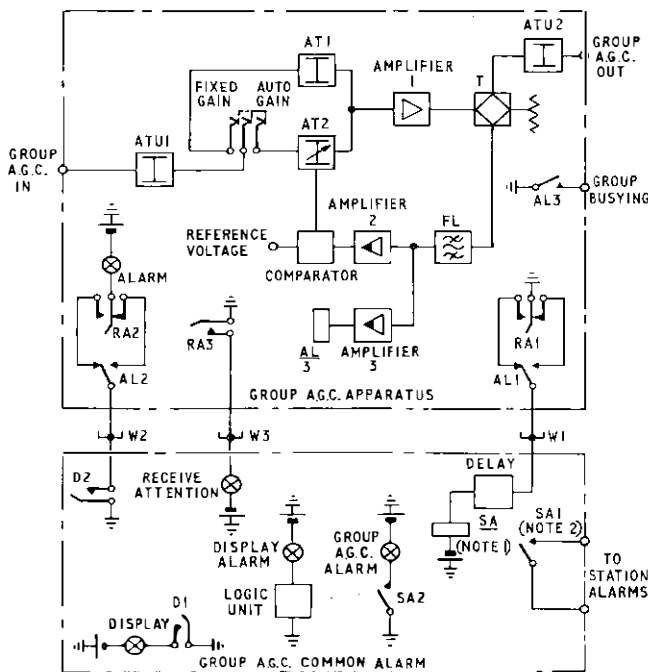 ATU2
GROUP
A.G.C.
OUT
AT1
AMPLIFIER
1
T
FIXED
GAIN
AUTO
GAIN
AT2
ATU1
GROUP
A.G.C.
IN
AL3
GROUP
BUSYING
AMPLIFIER
2
FL
REFERENCE
VOLTAGE
COMPARATOR
ALARM
RA2
RA3
AL
3
AMPLIFIER
3
RA1
AL2
AL1
GROUP A.G.C. APPARATUS
W2
W3
W1
D2
RECEIVE
ATTENTION
DELAY
SA
(NOTE 1)
SA1
(NOTE 2)
DISPLAY
ALARM
GROUP
A.G.C.
ALARM
TO
STATION
ALARMS
LOGIC
UNIT
SA2
DISPLAY
D1
GROUP A.G.C. COMMON ALARM